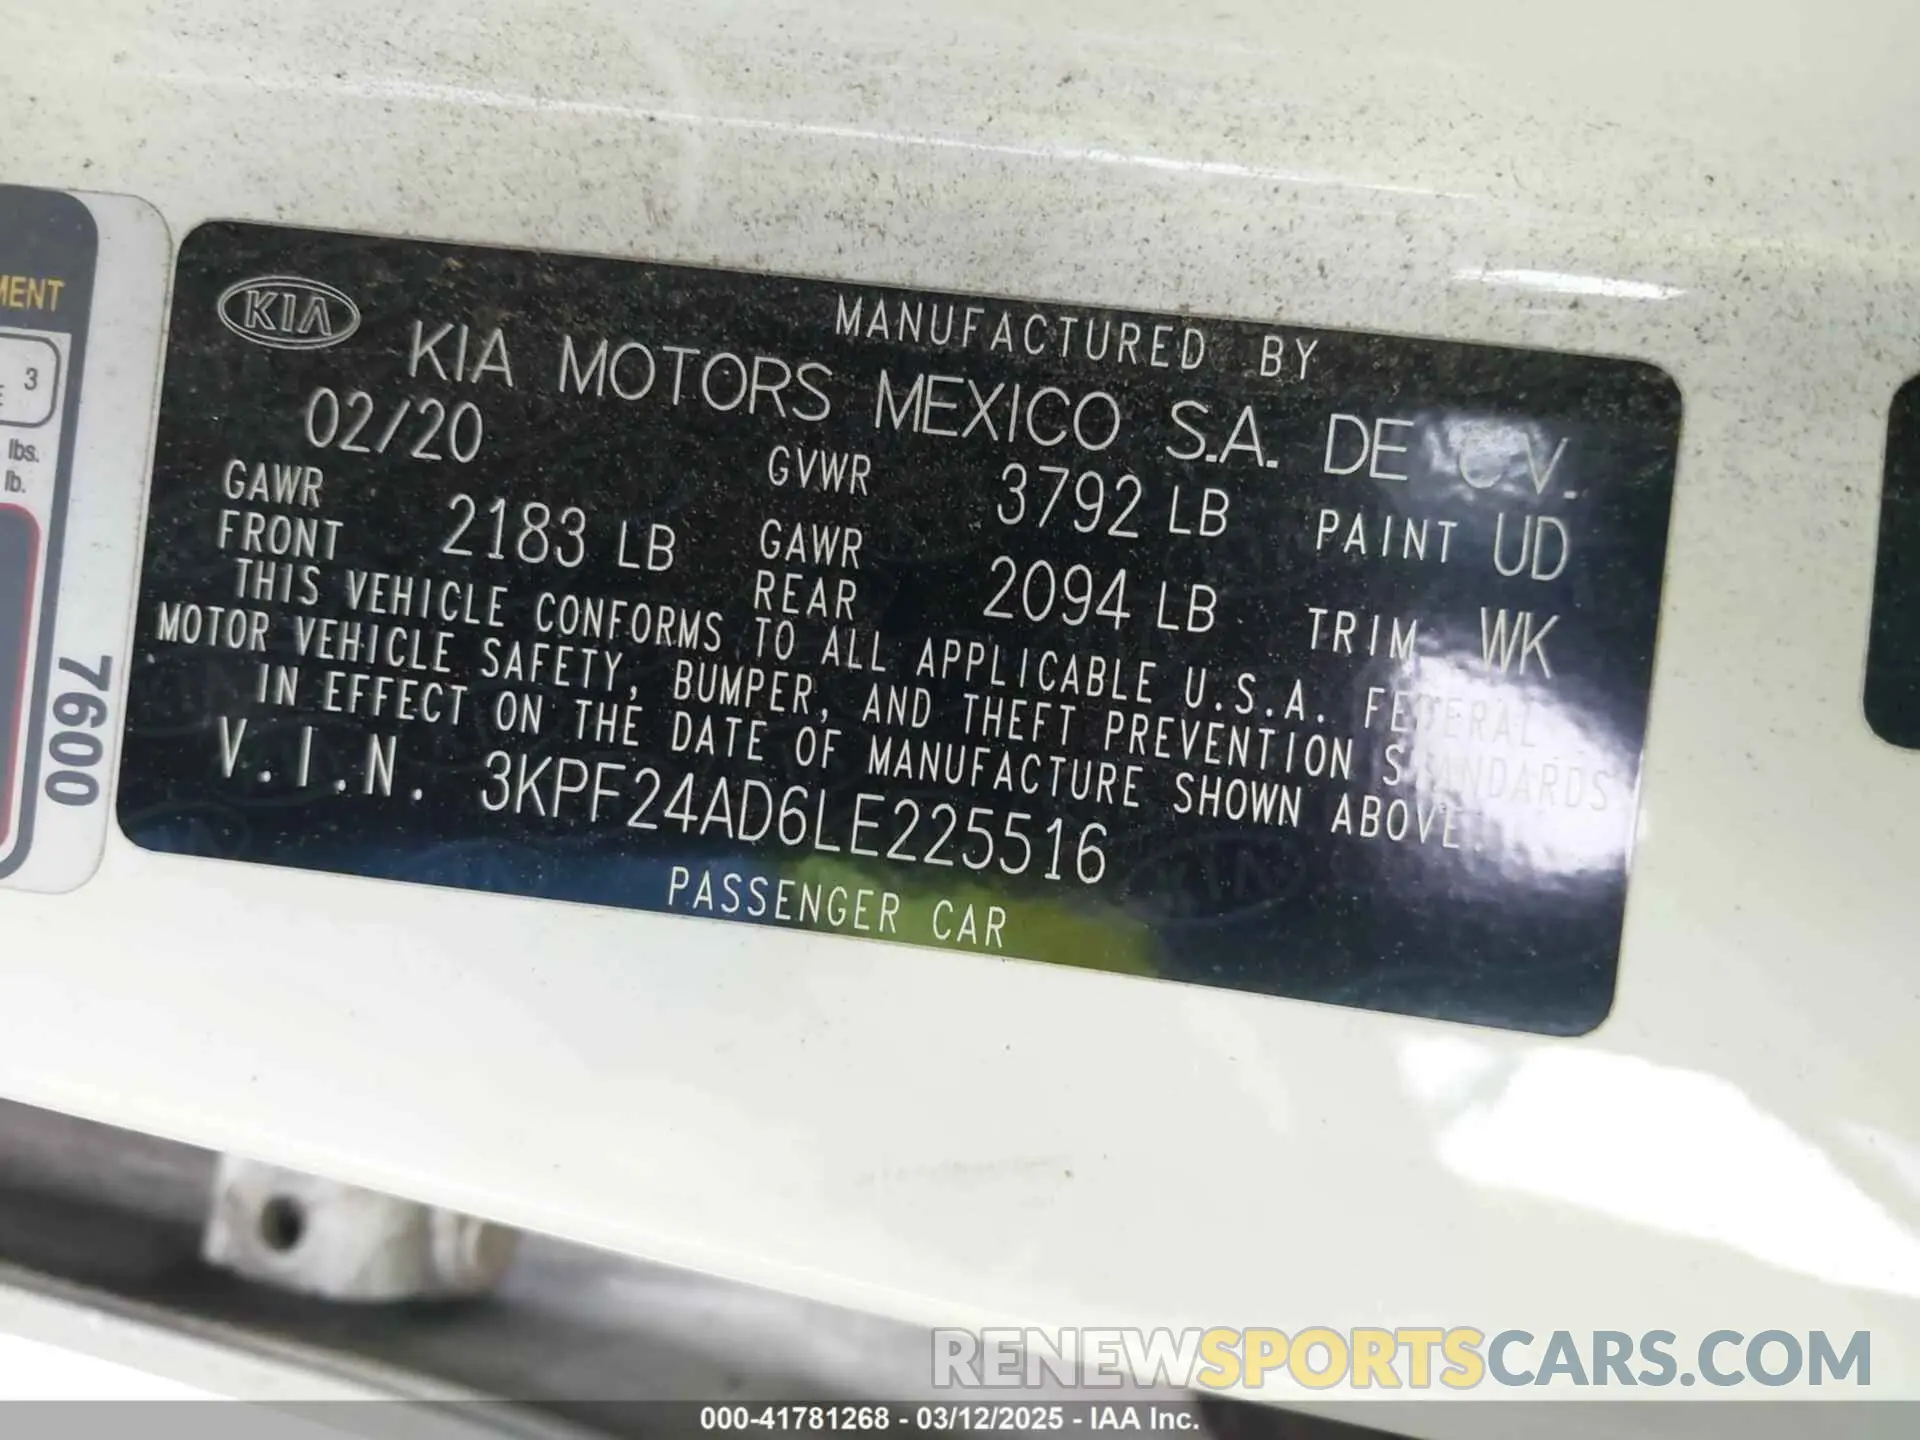 MENT
3
lbs.
lb.
7600
KIA
MANUFACTURED BY
KIA MOTORS MEXICO S.A. DE C.V.
02/20 GVWR 3792 LB PAINT UD
GAWR FRONT 2183 LB GAWR REAR 2094 LB TRIM WK
THIS VEHICLE CONFORMS TO ALL APPLICABLE U.S.A. FEDERAL
MOTOR VEHICLE SAFETY, BUMPER, AND THEFT PREVENTION STANDARDS
IN EFFECT ON THE DATE OF MANUFACTURE SHOWN ABOVE.
V.I.N. 3KPF24AD6LE225516
PASSENGER CAR
RENEWSPORTSCARS.COM
000-41781268 - 03/12/2025 - IAA Inc.